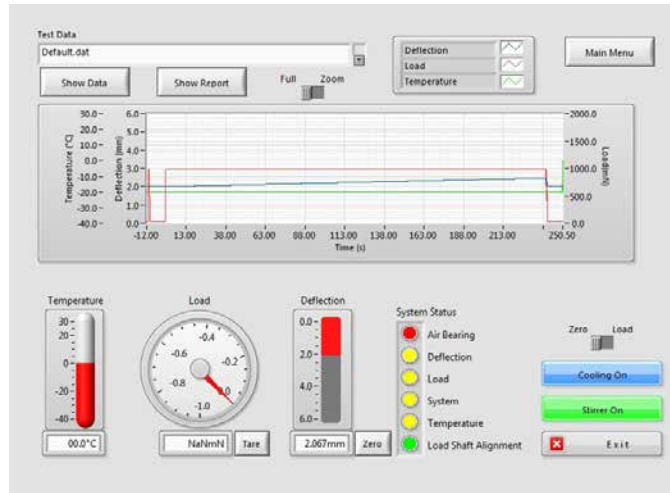 Test Data
Default.dat
Show Data
Show Report
Full Zoom
Deflection
Load
Temperature
Main Menu
Temperature (°C)
30.0
20.0
10.0
0.0
-10.0
-20.0
-30.0
-40.0
Deflection (mm)
6.0
5.0
4.0
3.0
2.0
1.0
0.0
2000.0
1500.0
1000.0
500.0
0.0
Load(mN)
-12.00 13.00 38.00 63.00 88.00 113.00 138.00 163.00 188.00 213.00 250.50
Time (s)
Temperature
30
20
0
-20
-40
00.0°C
Load
-0.4
-0.6 -0.2
-0.8 0.0
-1.0
NaNmN Tare
Deflection
0.0
2.0
4.0
6.0
2.067mm Zero
System Status
Air Bearing
Deflection
Load
System
Temperature
Load Shaft Alignment
Zero Load
Cooling On
Stirrer On
Exit